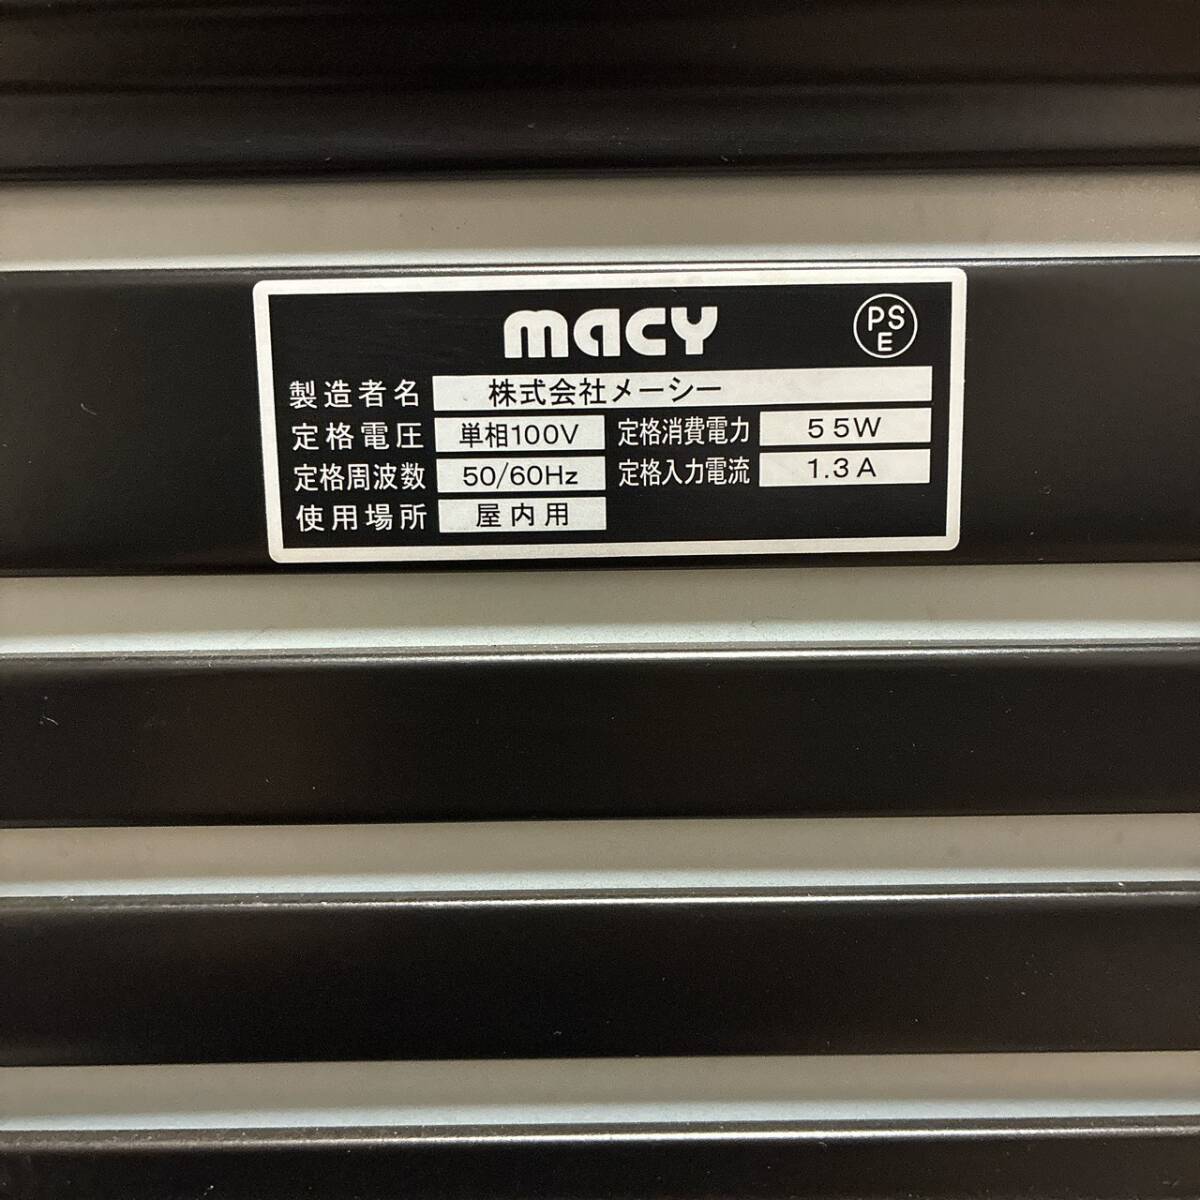 macy
PS
E
製造者名 株式会社メーシー
定格電圧 単相100V 定格消費電力 55W
定格周波数 50/60Hz 定格入力電流 1.3A
使用場所 屋内用